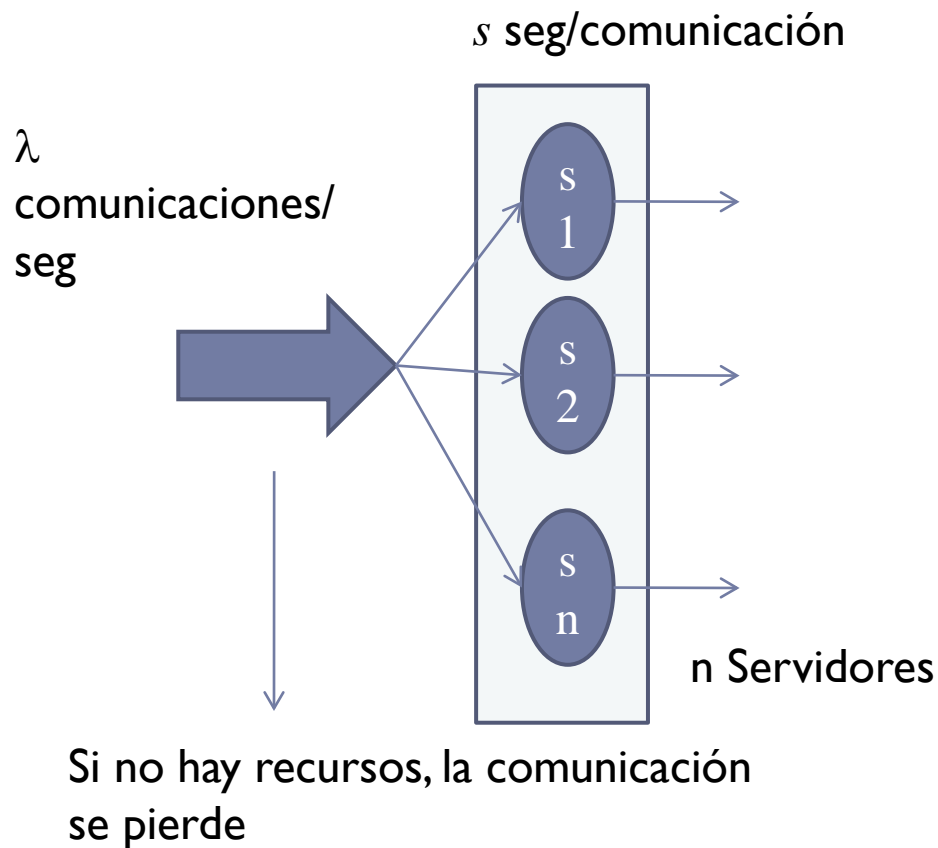 s seg/comunicación
λ
comunicaciones/
seg
s
1
s
2
s
n
n Servidores
Si no hay recursos, la comunicación
se pierde